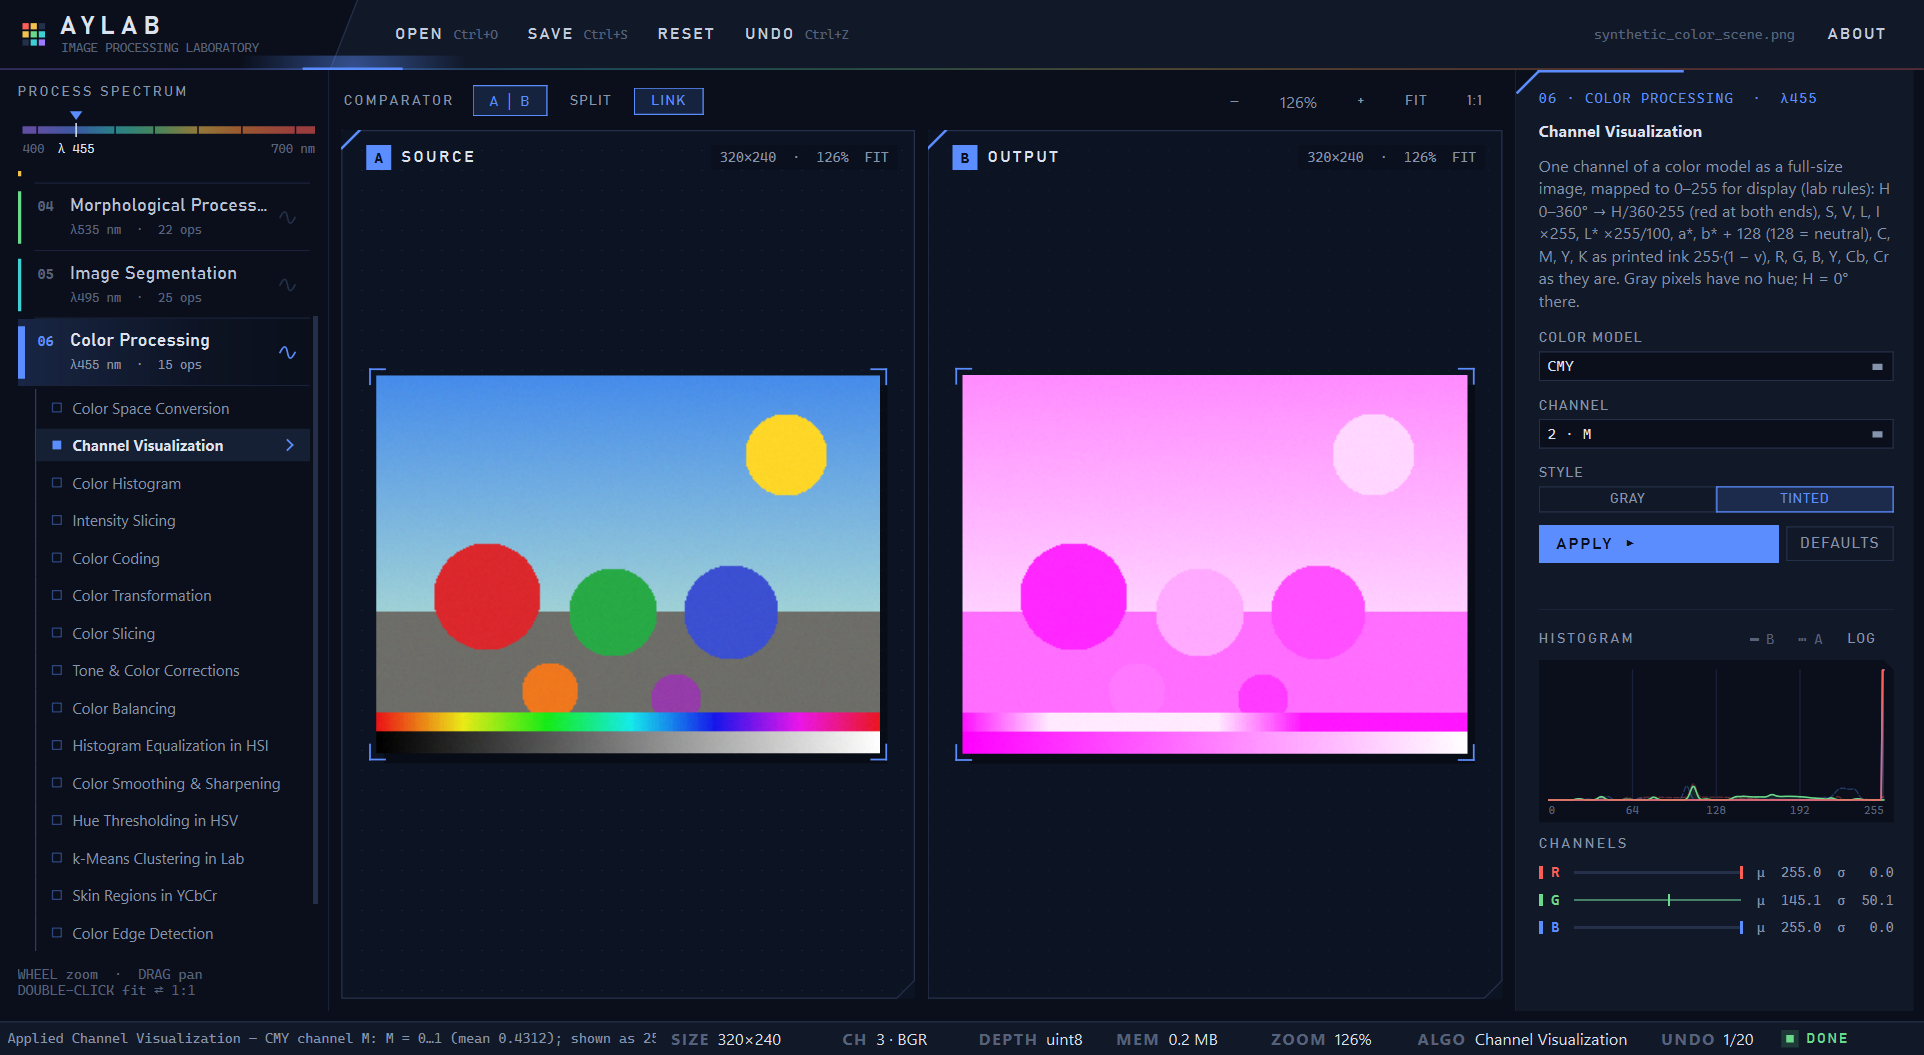 AYLAB
IMAGE PROCESSING LABORATORY
OPEN Ctrl+O SAVE Ctrl+S RESET UNDO Ctrl+Z
synthetic_color_scene.png ABOUT
PROCESS SPECTRUM
400 λ 455 700 nm
04 Morphological Process…
λ535 nm · 22 ops
05 Image Segmentation
λ495 nm · 25 ops
06 Color Processing
λ455 nm · 15 ops
Color Space Conversion
Channel Visualization
Color Histogram
Intensity Slicing
Color Coding
Color Transformation
Color Slicing
Tone & Color Corrections
Color Balancing
Histogram Equalization in HSI
Color Smoothing & Sharpening
Hue Thresholding in HSV
k-Means Clustering in Lab
Skin Regions in YCbCr
Color Edge Detection
WHEEL zoom · DRAG pan
DOUBLE-CLICK fit ⇄ 1:1
COMPARATOR A | B SPLIT LINK
− 126% + FIT 1:1
A SOURCE 320×240 · 126% FIT
B OUTPUT 320×240 · 126% FIT
06 · COLOR PROCESSING · λ455
Channel Visualization
One channel of a color model as a full-size
image, mapped to 0–255 for display (lab rules): H
0–360° → H/360·255 (red at both ends), S, V, L, I
×255, L* ×255/100, a*, b* + 128 (128 = neutral), C,
M, Y, K as printed ink 255·(1 − v), R, G, B, Y, Cb, Cr
as they are. Gray pixels have no hue; H = 0°
there.
COLOR MODEL
CMY
CHANNEL
2 · M
STYLE
GRAY TINTED
APPLY ▸ DEFAULTS
HISTOGRAM B A LOG
0 64 128 192 255
CHANNELS
R μ 255.0 σ 0.0
G μ 145.1 σ 50.1
B μ 255.0 σ 0.0
Applied Channel Visualization — CMY channel M: M = 0…1 (mean 0.4312); shown as 25
SIZE 320×240 CH 3 · BGR DEPTH uint8 MEM 0.2 MB ZOOM 126% ALGO Channel Visualization UNDO 1/20 DONE